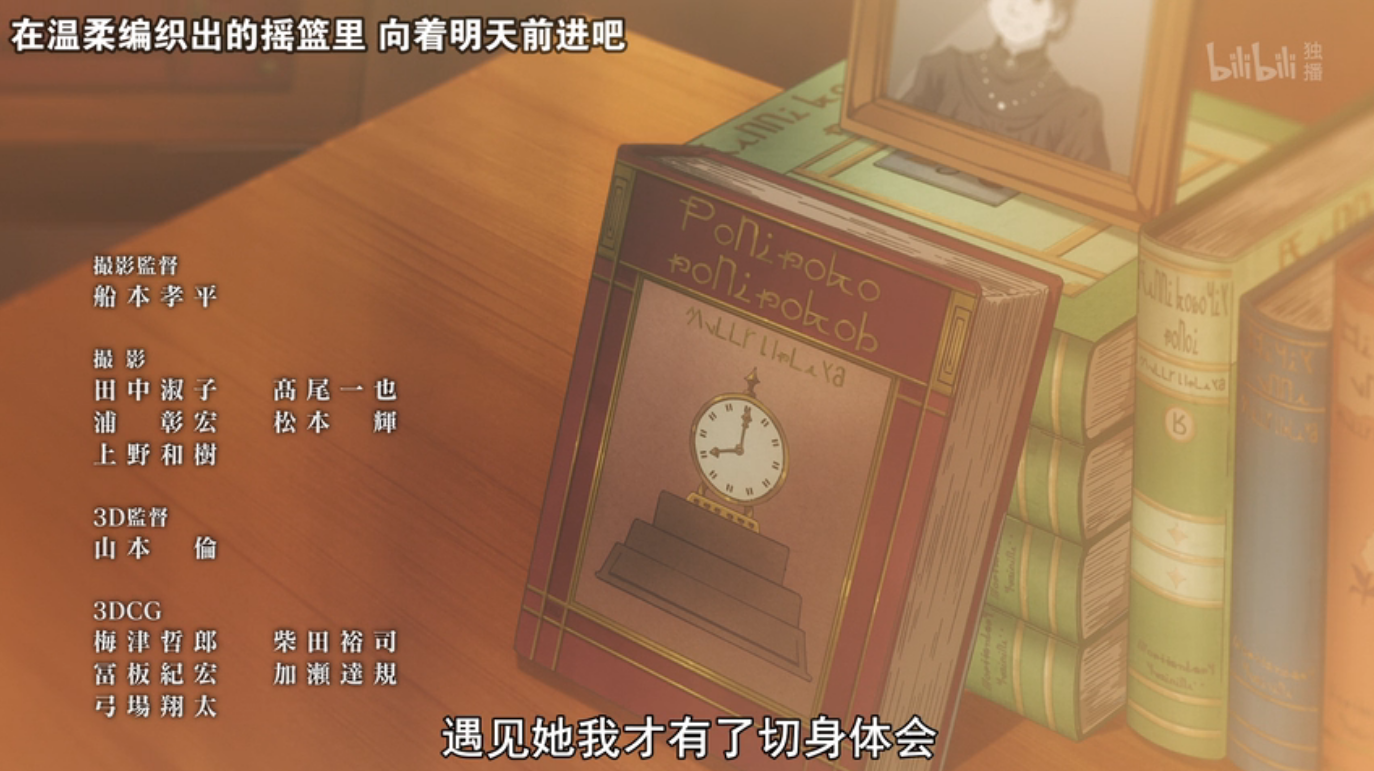 在温柔编织出的摇篮里 向着明天前进吧
bilibili 独播
撮影監督
船本孝平
撮影
田中淑子 髙尾一也
浦 彰宏 松本 輝
上野和樹
3D監督
山本 倫
3DCG
梅津哲郎 柴田裕司
冨板紀宏 加瀬達規
弓場翔太
遇见她我才有了切身体会